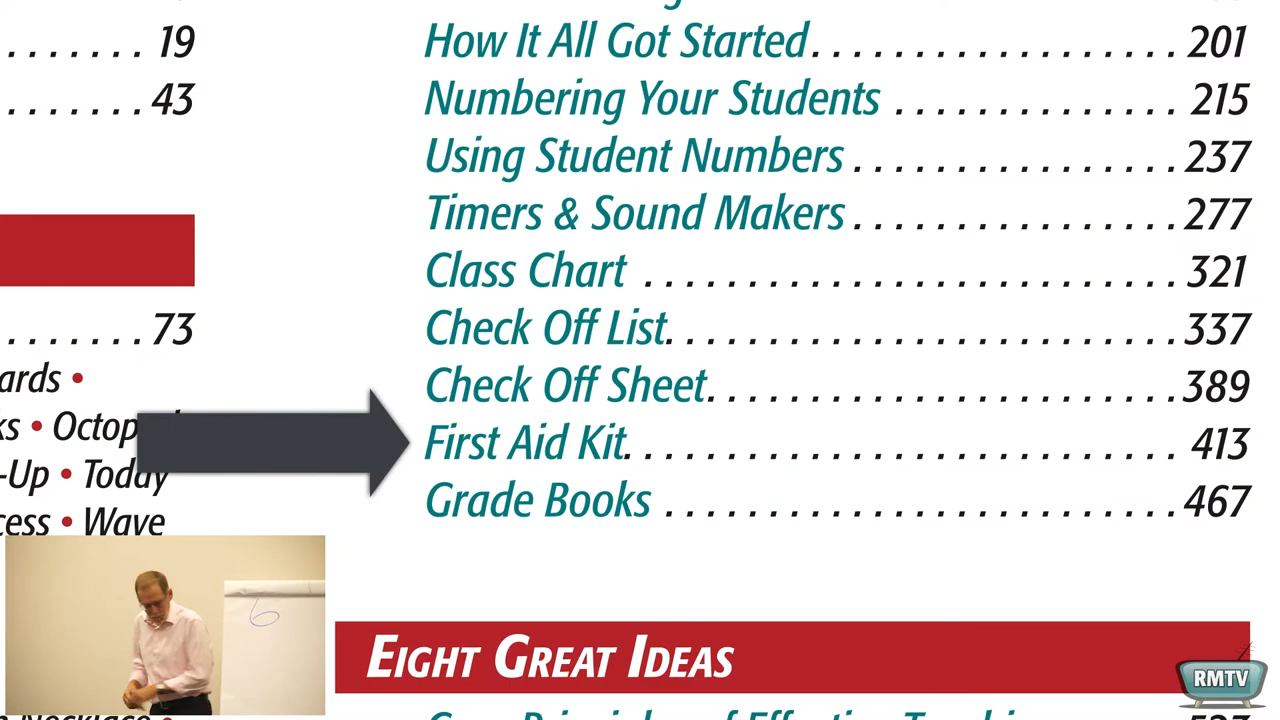 . . . . . . . 19
. . . . . . . 43
. . . . . . . 73
ards •
ks • Octop
-Up • Today
cess • Wave
How It All Got Started . . . . . . . . . . . . . . . . . . 201
Numbering Your Students . . . . . . . . . . . . . . 215
Using Student Numbers . . . . . . . . . . . . . . . . 237
Timers & Sound Makers . . . . . . . . . . . . . . . . 277
Class Chart . . . . . . . . . . . . . . . . . . . . . . . . . . 321
Check Off List. . . . . . . . . . . . . . . . . . . . . . . . . 337
Check Off Sheet. . . . . . . . . . . . . . . . . . . . . . . 389
First Aid Kit. . . . . . . . . . . . . . . . . . . . . . . . . . . 413
Grade Books . . . . . . . . . . . . . . . . . . . . . . . . . 467
6
EIGHT GREAT IDEAS
RMTV